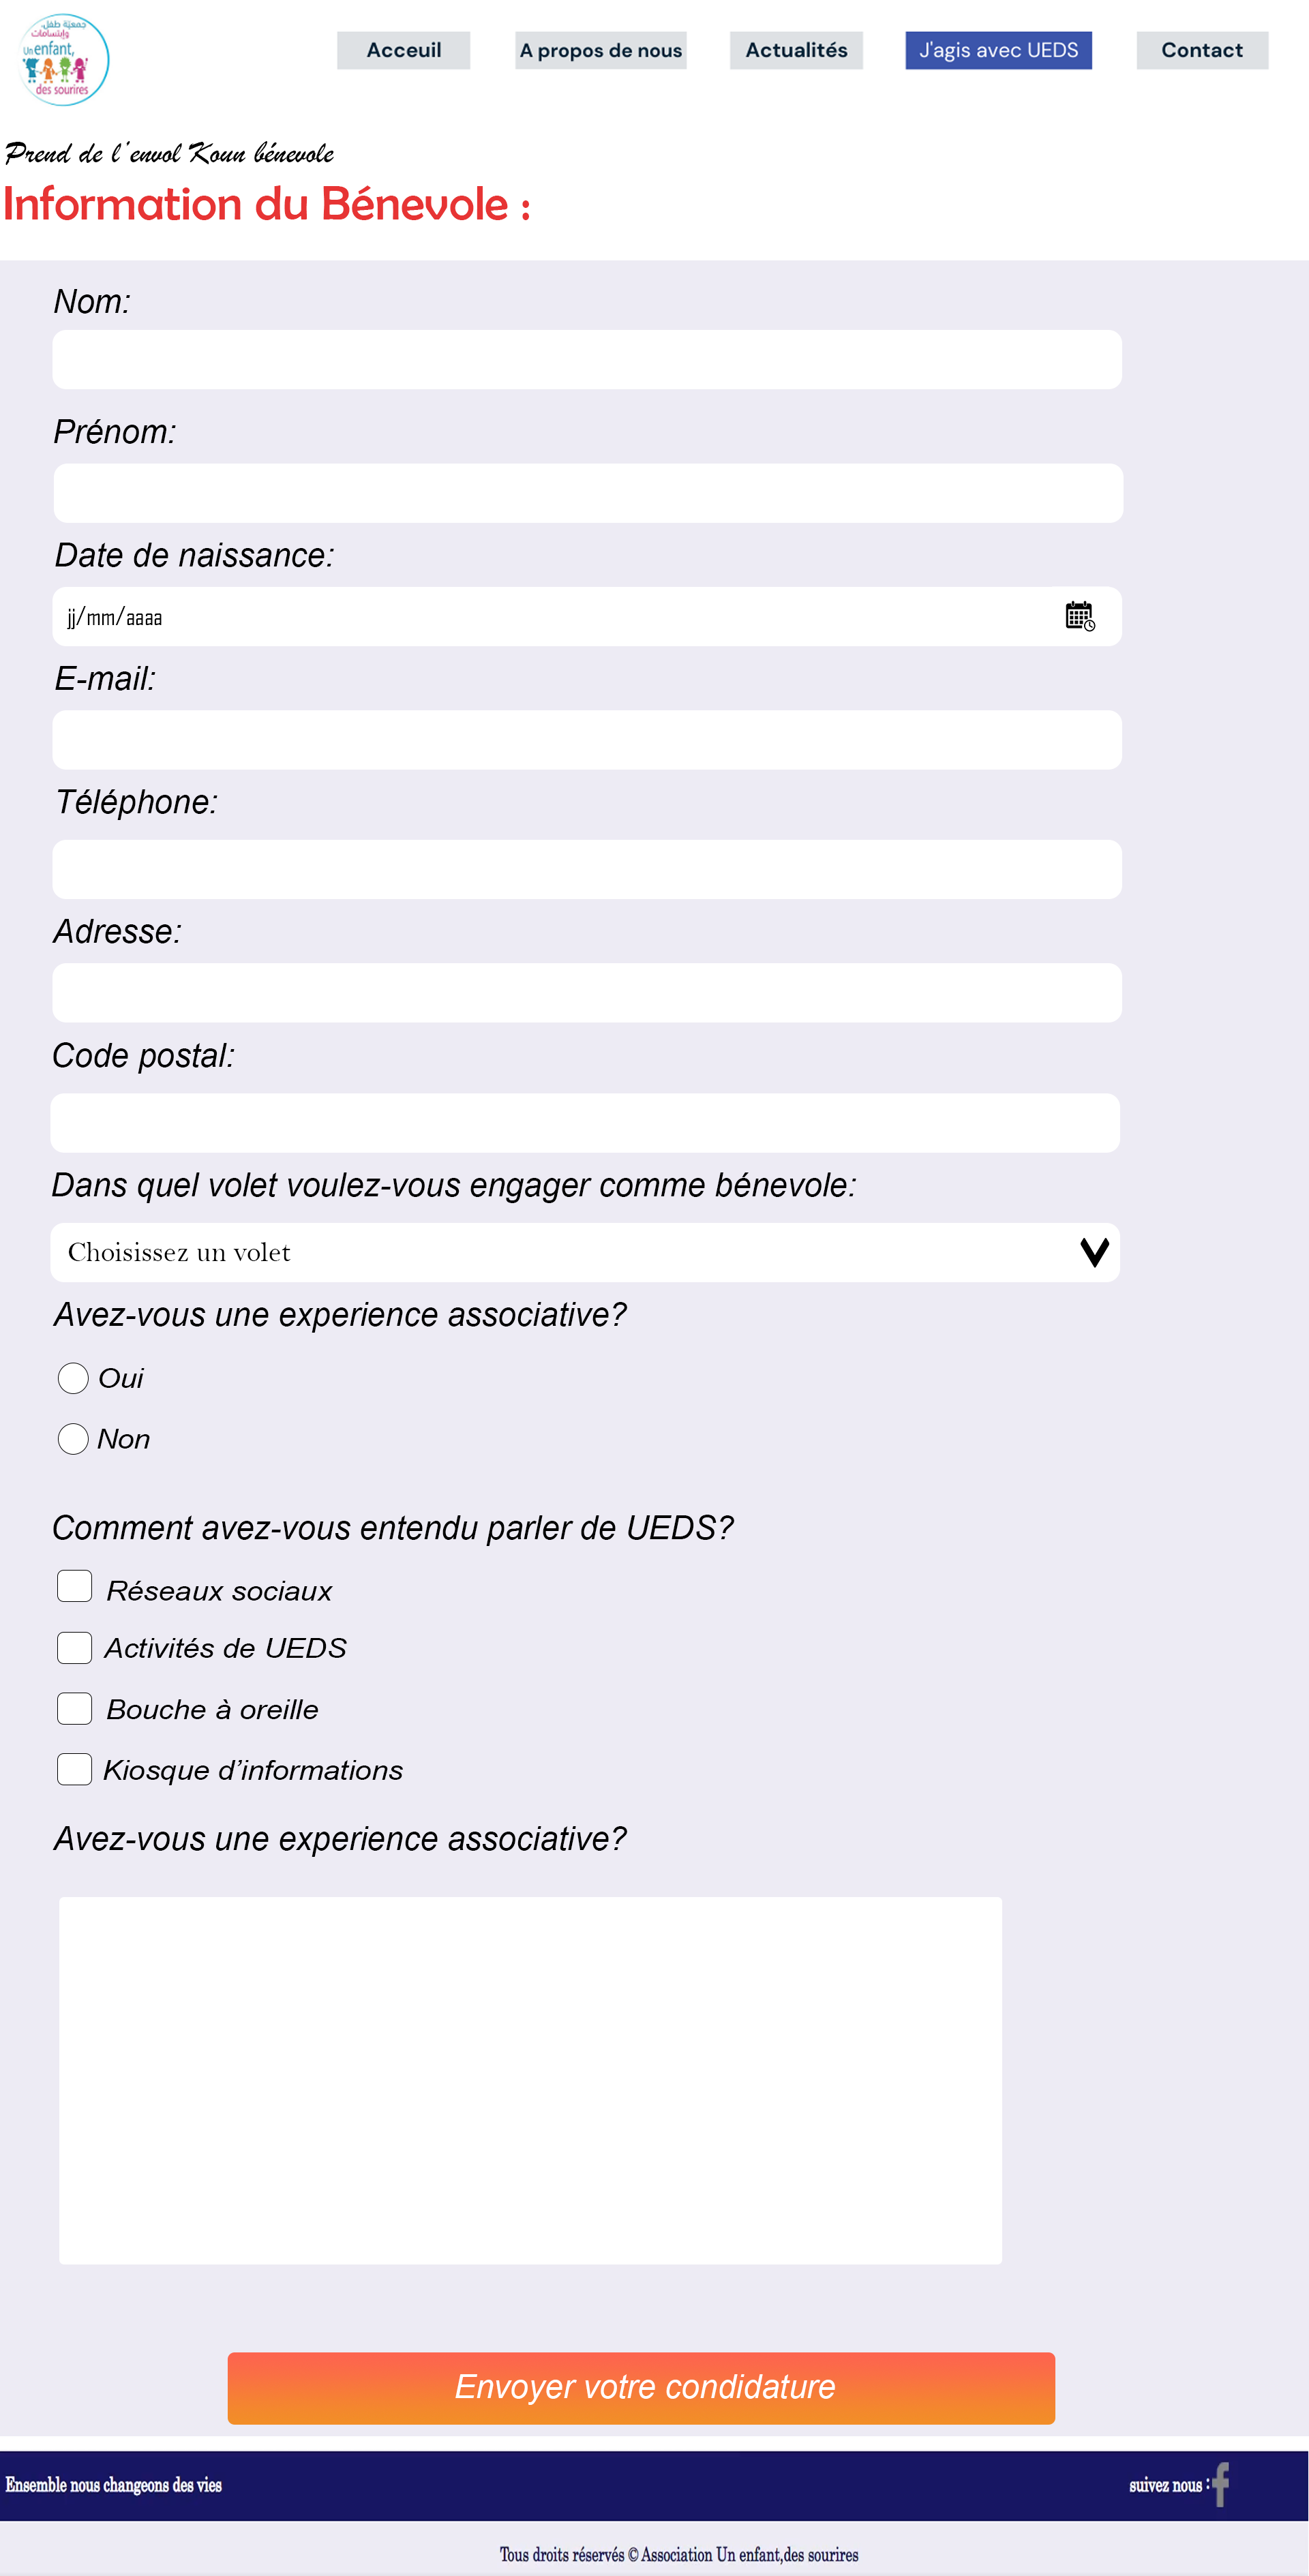 جمعية طفل
وإبتسامات
Un enfant,
des sourires
Acceuil
A propos de nous
Actualités
J'agis avec UEDS
Contact
Prend de l'envol Koun bénevole
Information du Bénevole :
Nom:
Prénom:
Date de naissance:
jj/mm/aaaa
E-mail:
Téléphone:
Adresse:
Code postal:
Dans quel volet voulez-vous engager comme bénevole:
Choisissez un volet
Avez-vous une experience associative?
Oui
Non
Comment avez-vous entendu parler de UEDS?
Réseaux sociaux
Activités de UEDS
Bouche à oreille
Kiosque d’informations
Avez-vous une experience associative?
Envoyer votre condidature
Ensemble nous changeons des vies
suivez nous :
Tous droits réservés © Association Un enfant,des sourires